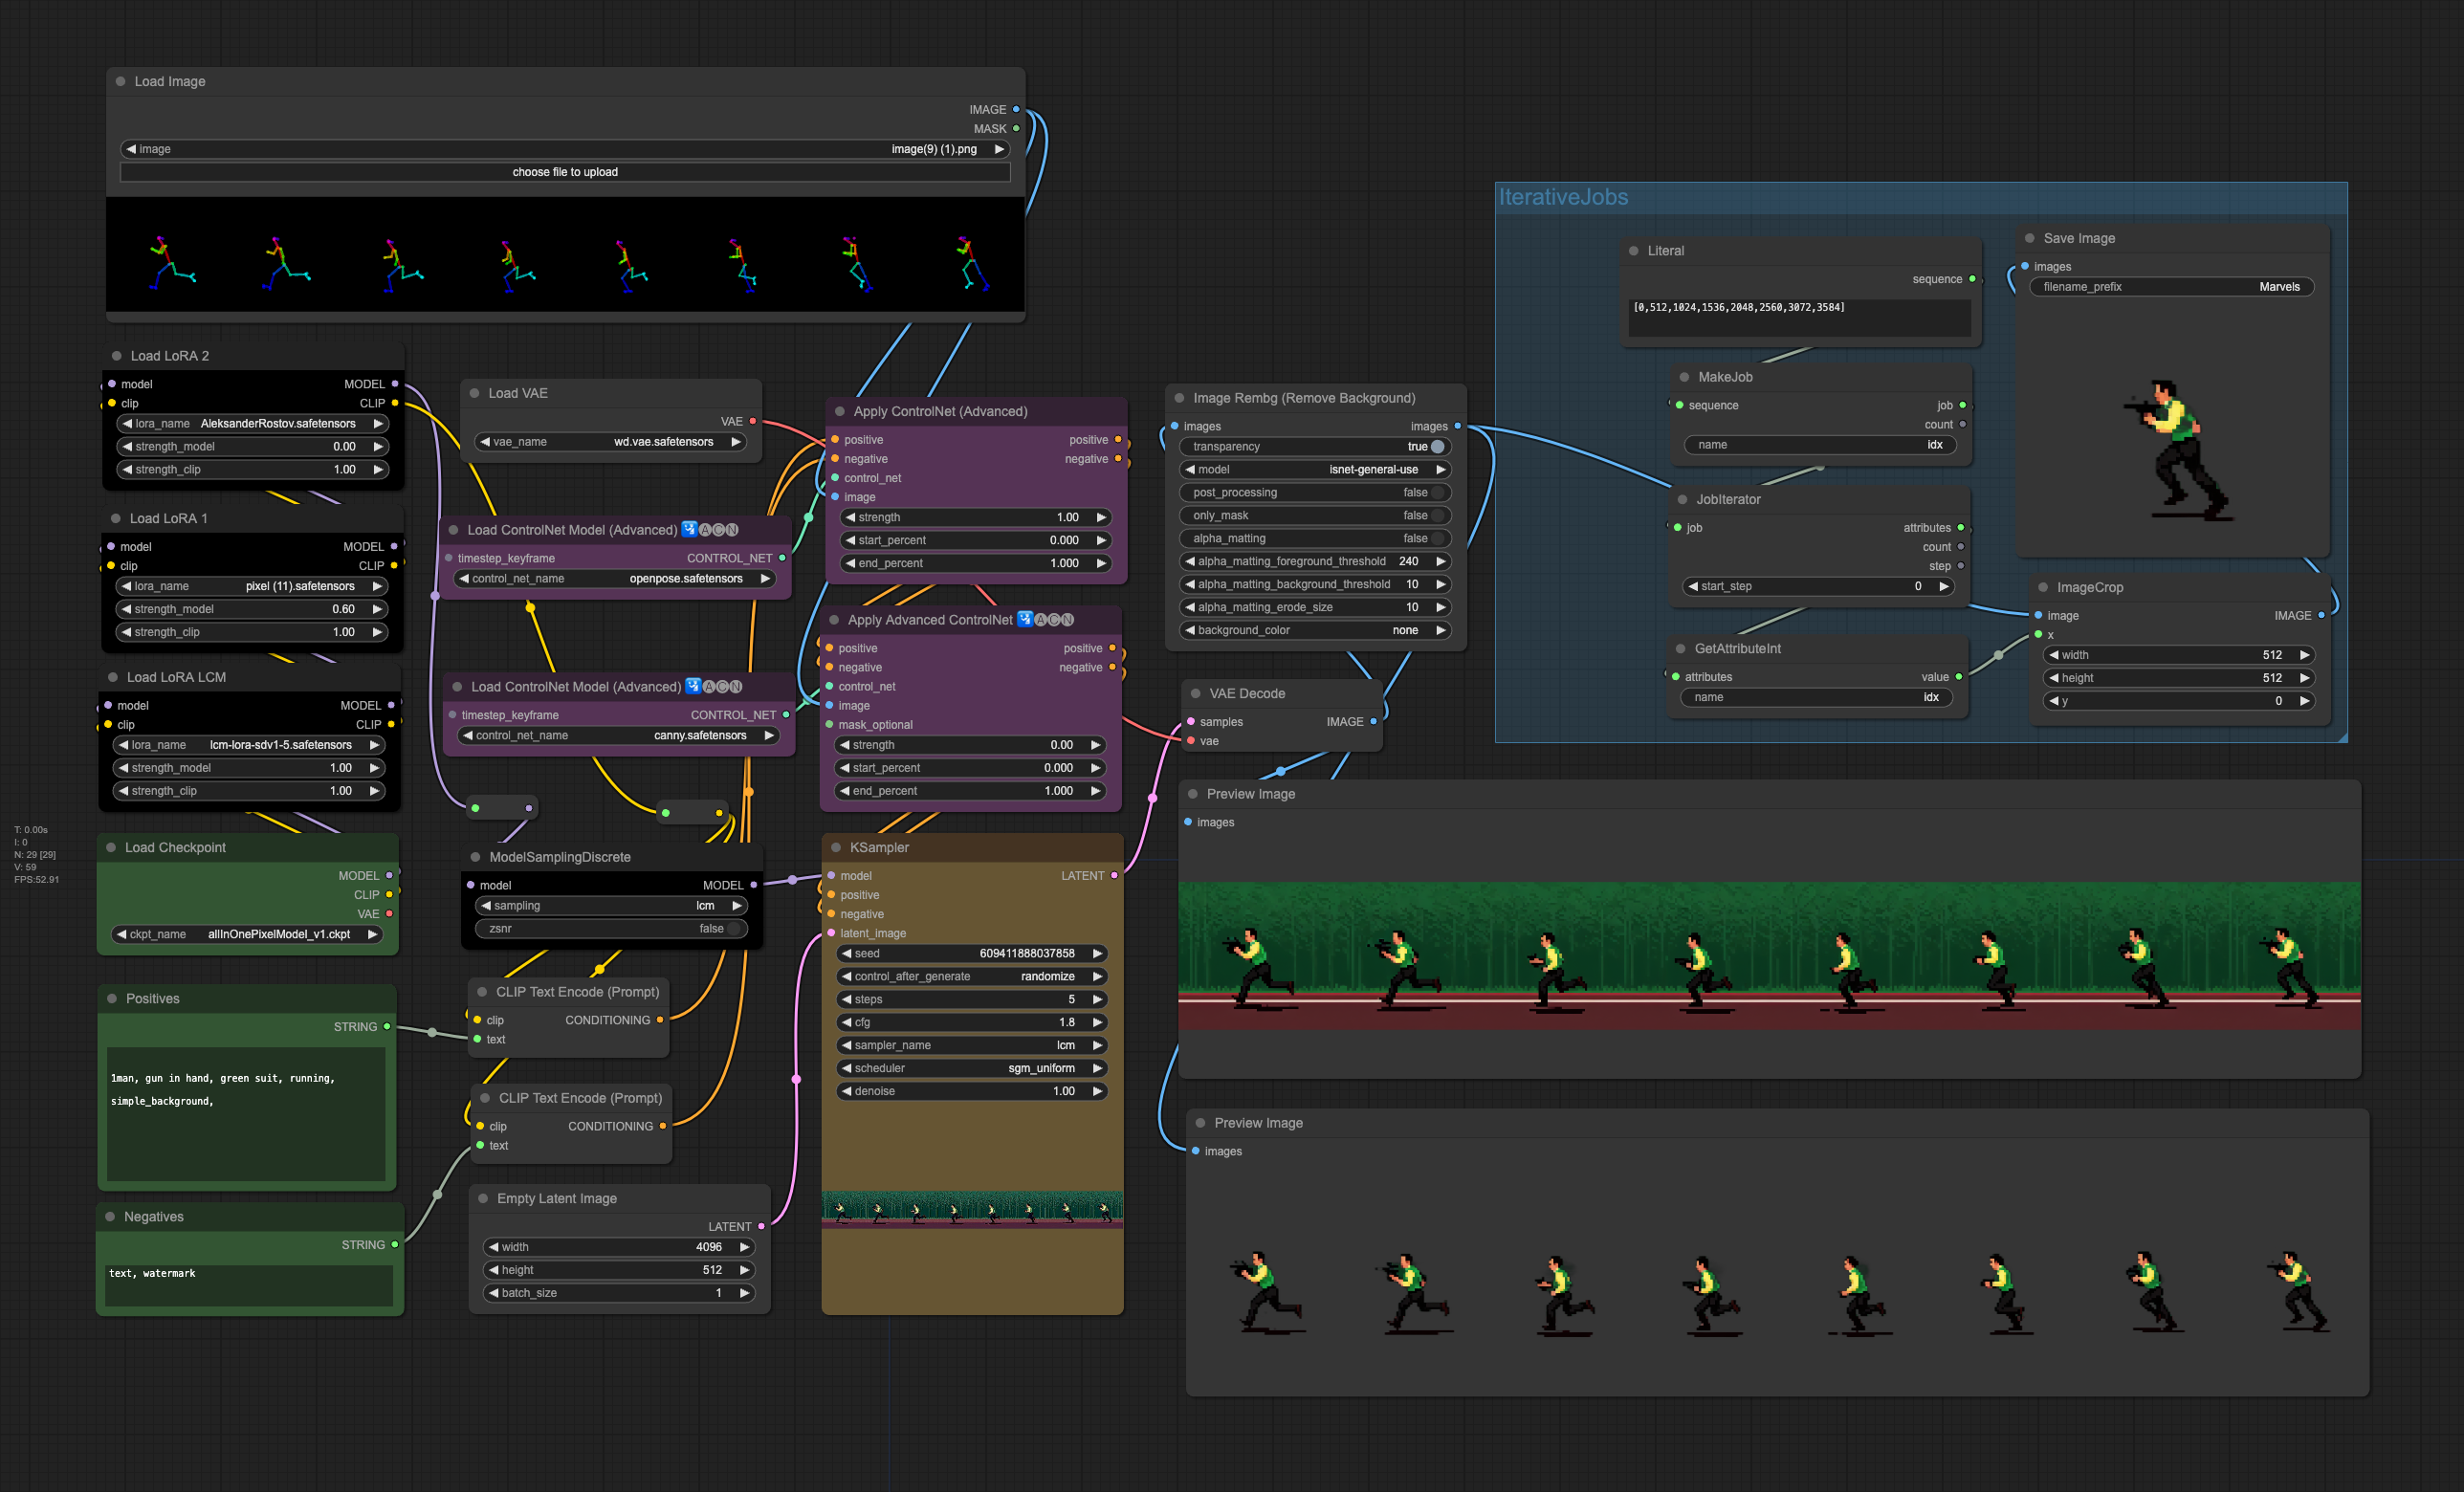 Load Image
IMAGE
MASK
image image(9) (1).png
choose file to upload
Load LoRA 2
model MODEL
clip CLIP
lora_name AleksanderRostov.safetensors
strength_model 0.00
strength_clip 1.00
Load LoRA 1
model MODEL
clip CLIP
lora_name pixel (11).safetensors
strength_model 0.60
strength_clip 1.00
Load LoRA LCM
model MODEL
clip CLIP
lora_name lcm-lora-sdv1-5.safetensors
strength_model 1.00
strength_clip 1.00
T: 0.00s
I: 0
N: 29 [29]
V: 59
FPS:52.91
Load Checkpoint
MODEL
CLIP
VAE
ckpt_name allInOnePixelModel_v1.ckpt
Positives
STRING
1man, gun in hand, green suit, running,
simple_background,
Negatives
STRING
text, watermark
Load VAE
VAE
vae_name wd.vae.safetensors
Load ControlNet Model (Advanced) ACN
timestep_keyframe CONTROL_NET
control_net_name openpose.safetensors
Load ControlNet Model (Advanced) ACN
timestep_keyframe CONTROL_NET
control_net_name canny.safetensors
ModelSamplingDiscrete
model MODEL
sampling lcm
zsnr false
CLIP Text Encode (Prompt)
clip CONDITIONING
text
CLIP Text Encode (Prompt)
clip CONDITIONING
text
Empty Latent Image
LATENT
width 4096
height 512
batch_size 1
Apply ControlNet (Advanced)
positive positive
negative negative
control_net
image
strength 1.00
start_percent 0.000
end_percent 1.000
Apply Advanced ControlNet ACN
positive positive
negative negative
control_net
image
mask_optional
strength 0.00
start_percent 0.000
end_percent 1.000
KSampler
model LATENT
positive
negative
latent_image
seed 609411888037858
control_after_generate randomize
steps 5
cfg 1.8
sampler_name lcm
scheduler sgm_uniform
denoise 1.00
Image Rembg (Remove Background)
images images
transparency true
model isnet-general-use
post_processing false
only_mask false
alpha_matting false
alpha_matting_foreground_threshold 240
alpha_matting_background_threshold 10
alpha_matting_erode_size 10
background_color none
VAE Decode
samples IMAGE
vae
IterativeJobs
Literal
sequence
[0,512,1024,1536,2048,2560,3072,3584]
MakeJob
sequence job
count
name idx
JobIterator
job attributes
count
step
start_step 0
GetAttributeInt
attributes value
name idx
Save Image
images
filename_prefix Marvels
ImageCrop
image IMAGE
x
width 512
height 512
y 0
Preview Image
images
Preview Image
images